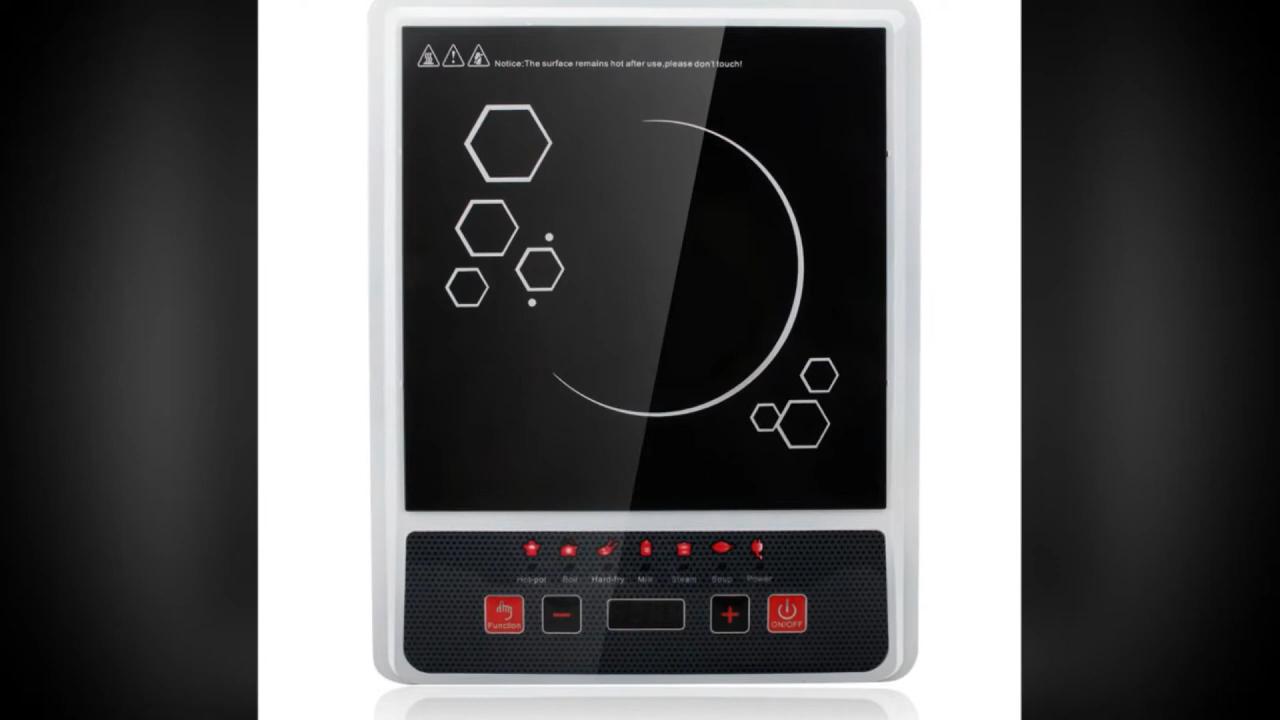 Notice:The surface remains hot after use,please don't touch!
Hot-pot Boil Hard-fry Milk Steam Soup Power
Function ON/OFF